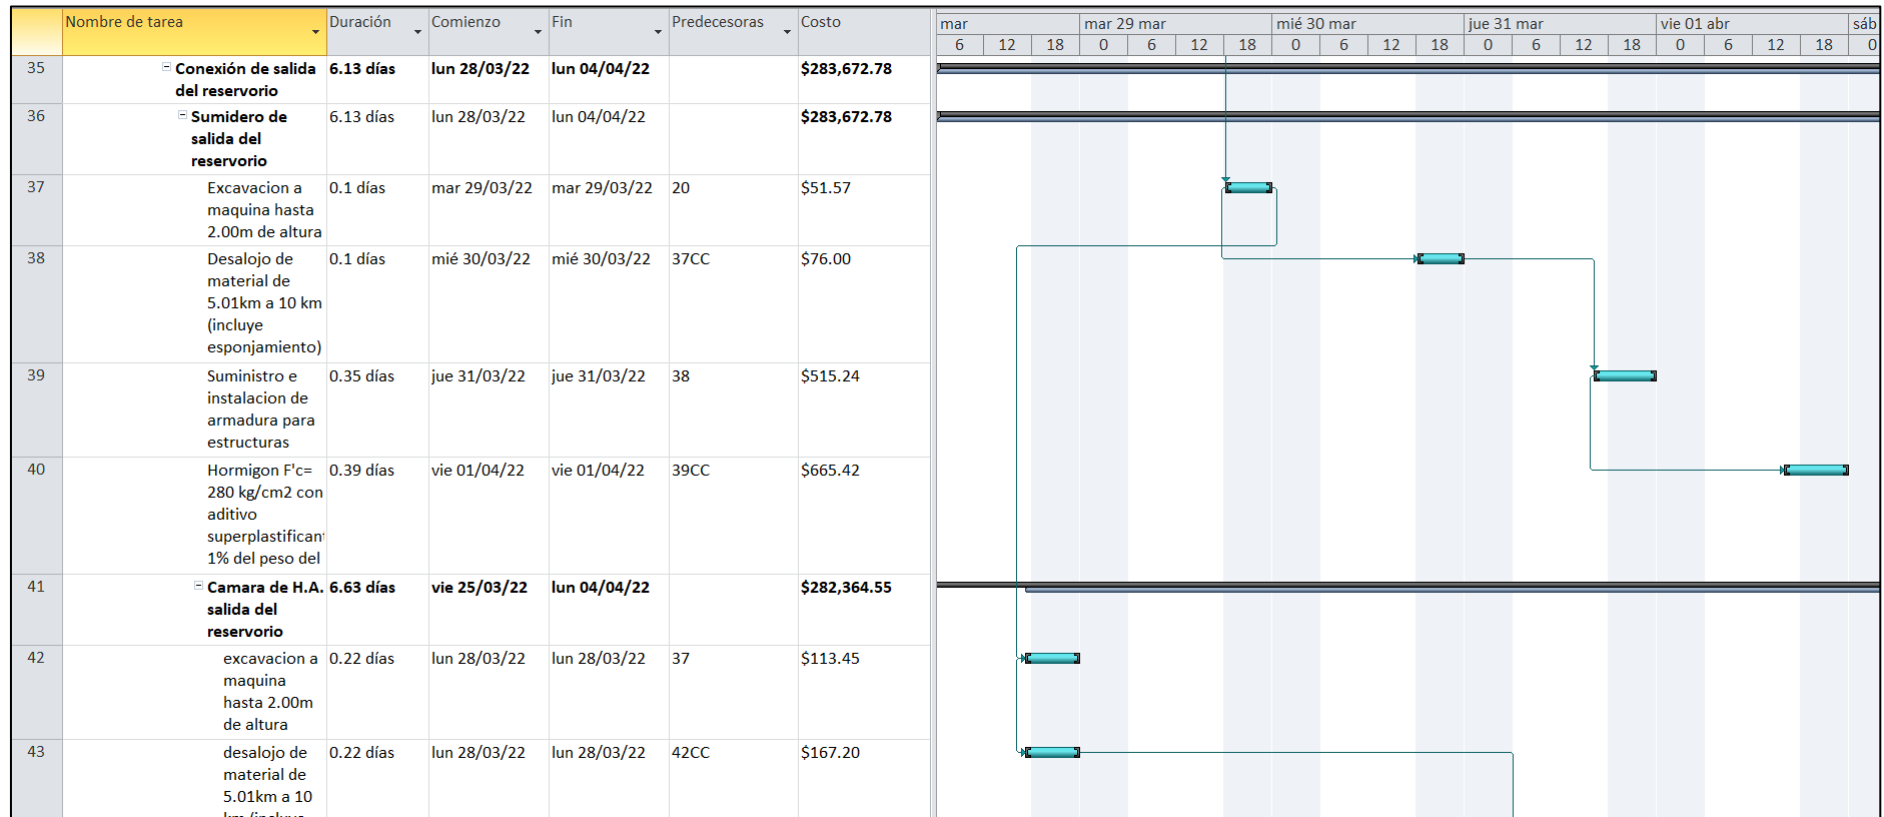 Nombre de tarea Duración Comienzo Fin Predecesoras Costo
mar mar 29 mar mié 30 mar jue 31 mar vie 01 abr sáb
6 12 18 0 6 12 18 0 6 12 18 0 6 12 18 0 6 12 18 0
35 Conexión de salida 6.13 días lun 28/03/22 lun 04/04/22 $283,672.78
del reservorio
36 Sumidero de 6.13 días lun 28/03/22 lun 04/04/22 $283,672.78
salida del
reservorio
37 Excavacion a 0.1 días mar 29/03/22 mar 29/03/22 20 $51.57
maquina hasta
2.00m de altura
38 Desalojo de 0.1 días mié 30/03/22 mié 30/03/22 37CC $76.00
material de
5.01km a 10 km
(incluye
esponjamiento)
39 Suministro e 0.35 días jue 31/03/22 jue 31/03/22 38 $515.24
instalacion de
armadura para
estructuras
40 Hormigon F'c= 0.39 días vie 01/04/22 vie 01/04/22 39CC $665.42
280 kg/cm2 con
aditivo
superplastifican
1% del peso del
41 Camara de H.A. 6.63 días vie 25/03/22 lun 04/04/22 $282,364.55
salida del
reservorio
42 excavacion a 0.22 días lun 28/03/22 lun 28/03/22 37 $113.45
maquina
hasta 2.00m
de altura
43 desalojo de 0.22 días lun 28/03/22 lun 28/03/22 42CC $167.20
material de
5.01km a 10